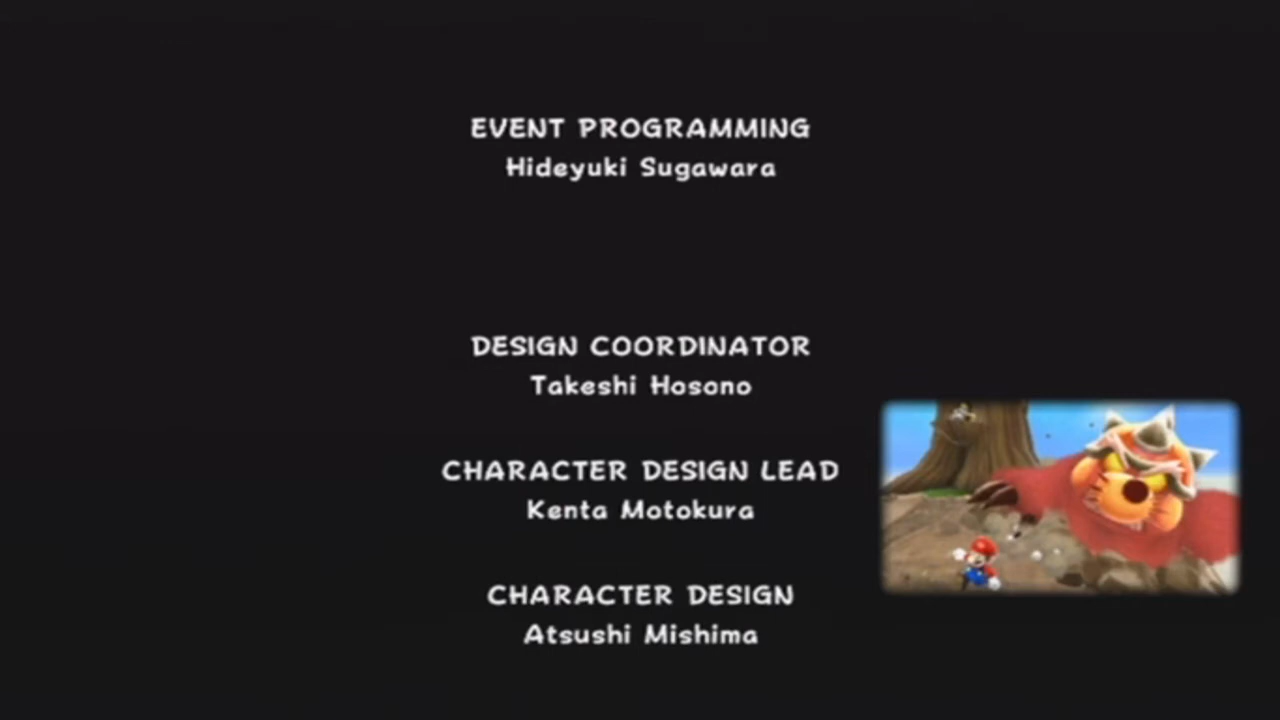 EVENT PROGRAMMING
Hideyuki Sugawara
DESIGN COORDINATOR
Takeshi Hosono
CHARACTER DESIGN LEAD
Kenta Motokura
CHARACTER DESIGN
Atsushi Mishima